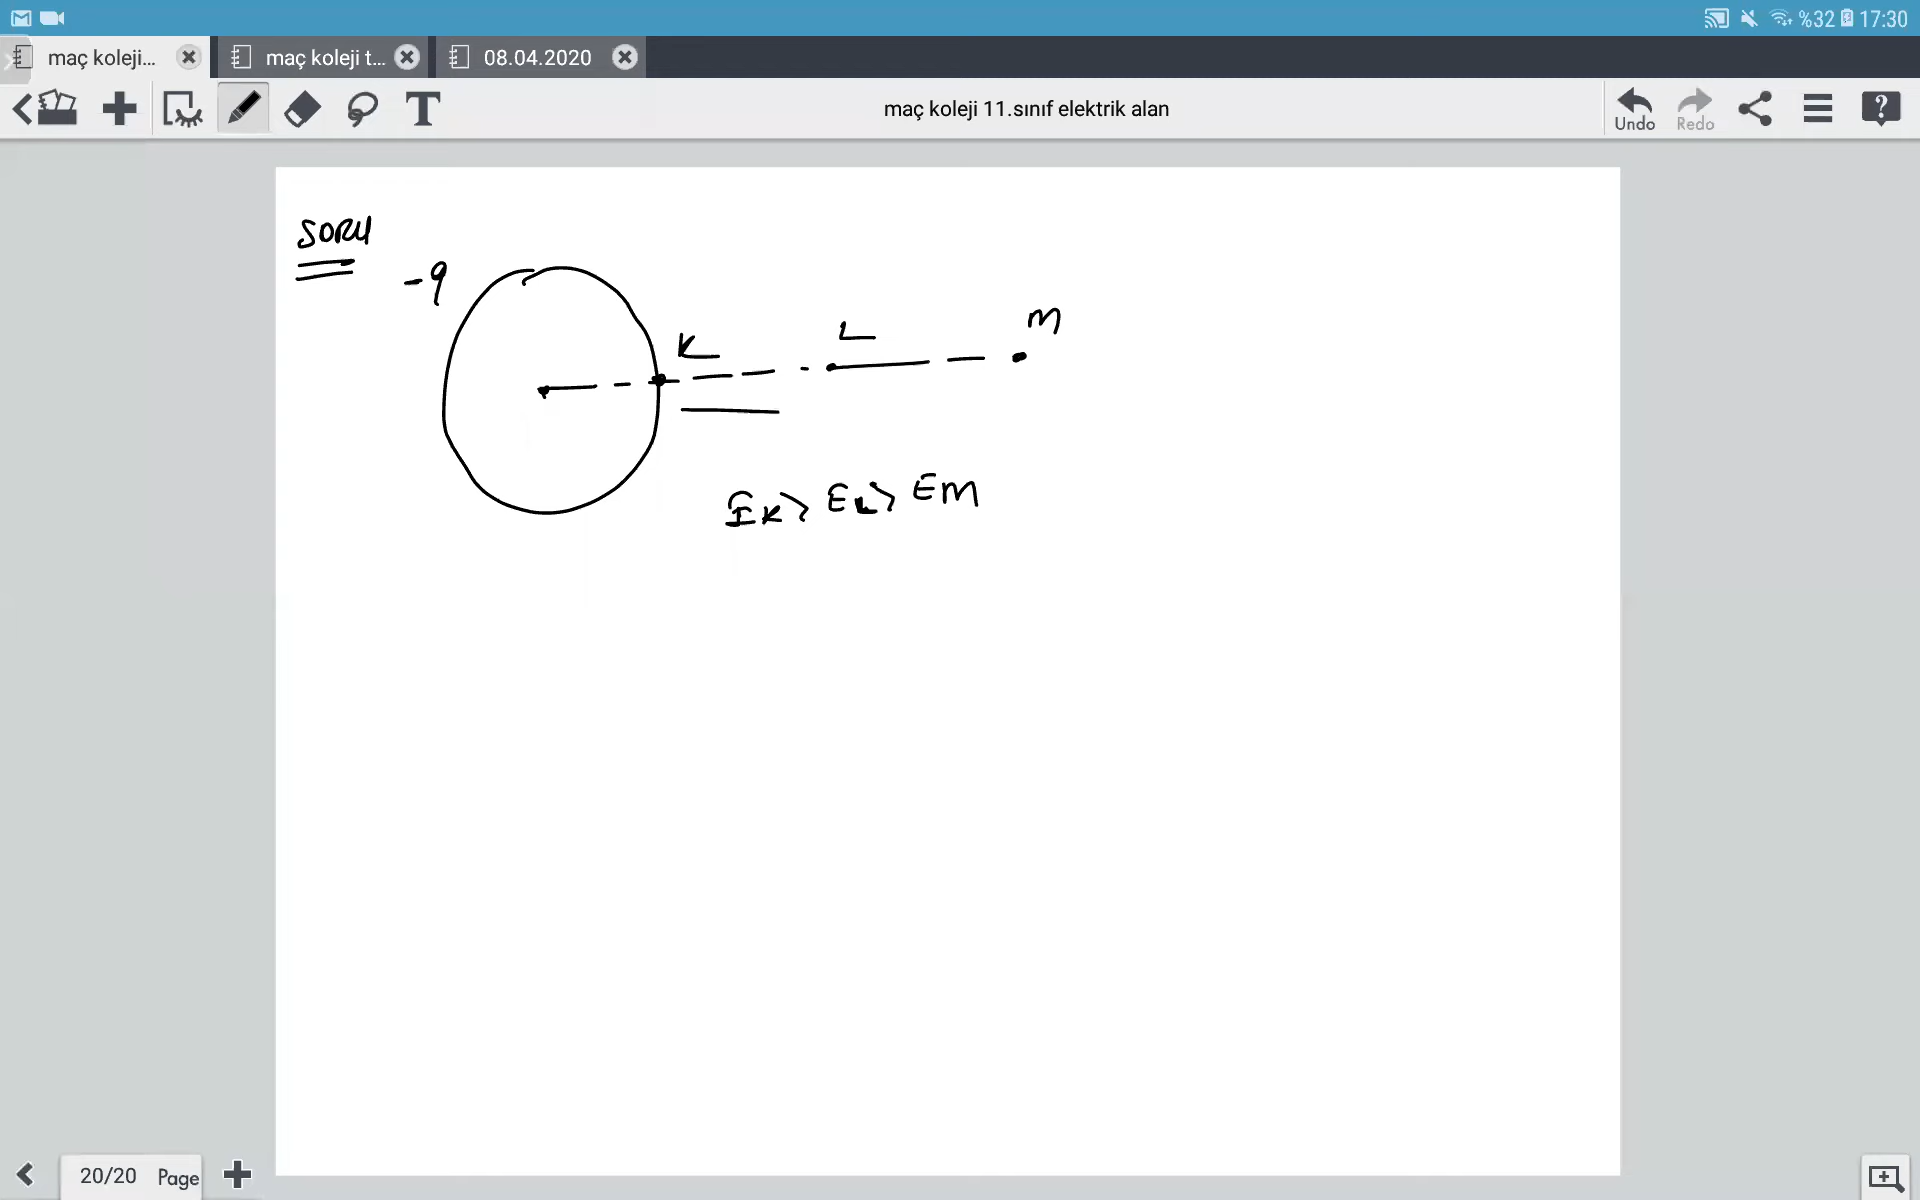 %32 17:30
maç koleji... maç koleji t... 08.04.2020
T maç koleji 11.sınıf elektrik alan Undo Redo ?
SORU
-q
K L M
EK > EL > EM
20/20 Page